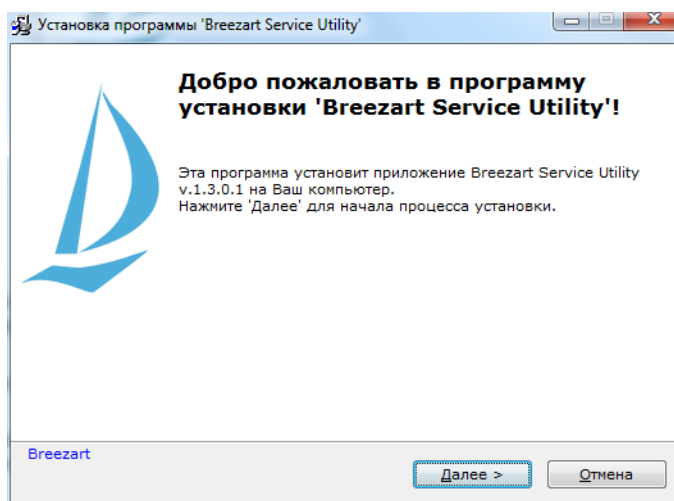 Установка программы 'Breezart Service Utility'
Добро пожаловать в программу
установки 'Breezart Service Utility'!
Эта программа установит приложение Breezart Service Utility
v.1.3.0.1 на Ваш компьютер.
Нажмите 'Далее' для начала процесса установки.
Breezart
Далее >
Отмена